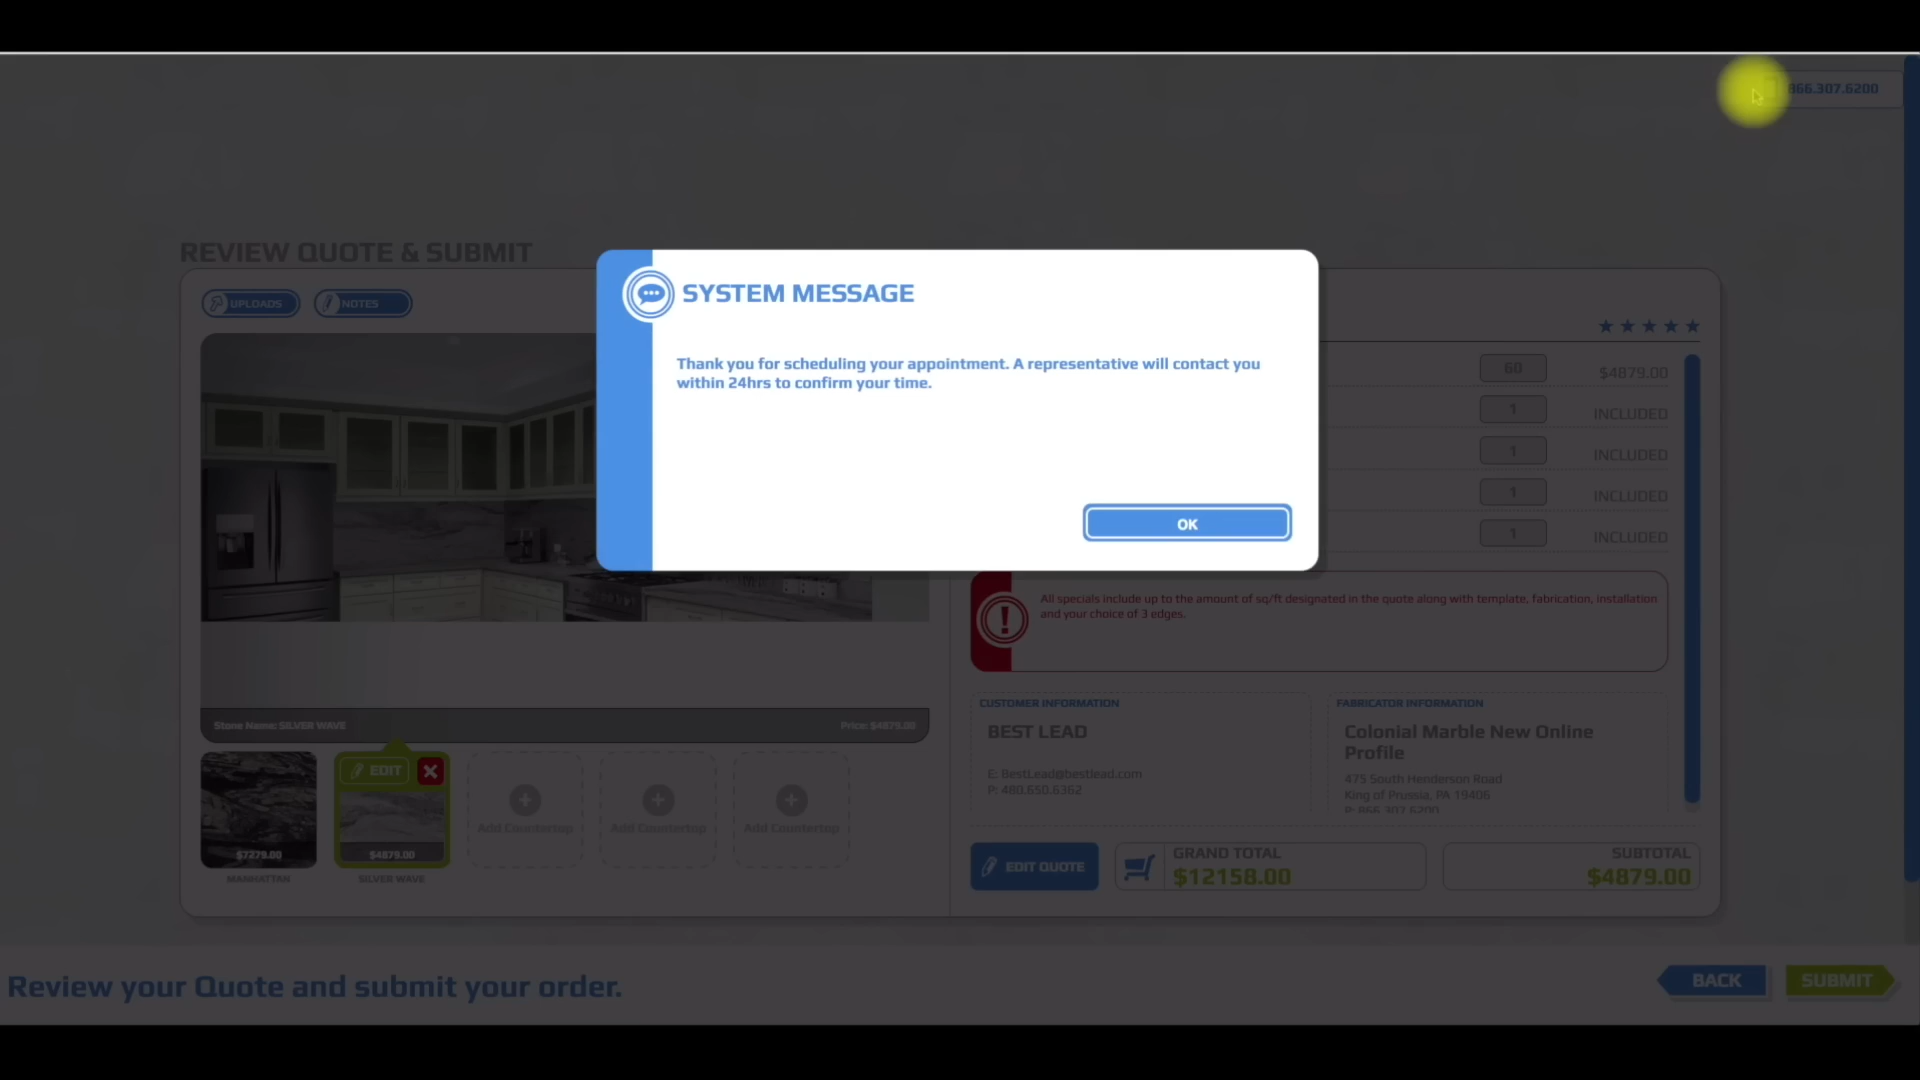 866.307.6200
REVIEW QUOTE & SUBMIT
UPLOADS
NOTES
SYSTEM MESSAGE
Thank you for scheduling your appointment. A representative will contact you
within 24hrs to confirm your time.
OK
60
$4879.00
1
INCLUDED
1
INCLUDED
1
INCLUDED
1
INCLUDED
All specials include up to the amount of sq/ft designated in the quote along with template, fabrication, installation
and your choice of 3 edges.
Stone Name: SILVER WAVE
Price: $4879.00
EDIT
$7279.00
$4879.00
MANHATTAN
SILVER WAVE
Add Countertop
Add Countertop
Add Countertop
CUSTOMER INFORMATION
BEST LEAD
E: BestLead@bestlead.com
P: 480.650.6362
FABRICATOR INFORMATION
Colonial Marble New Online
Profile
475 South Henderson Road
King of Prussia, PA 19406
P: 866.307.6200
EDIT QUOTE
GRAND TOTAL
$12158.00
SUBTOTAL
$4879.00
Review your Quote and submit your order.
BACK
SUBMIT